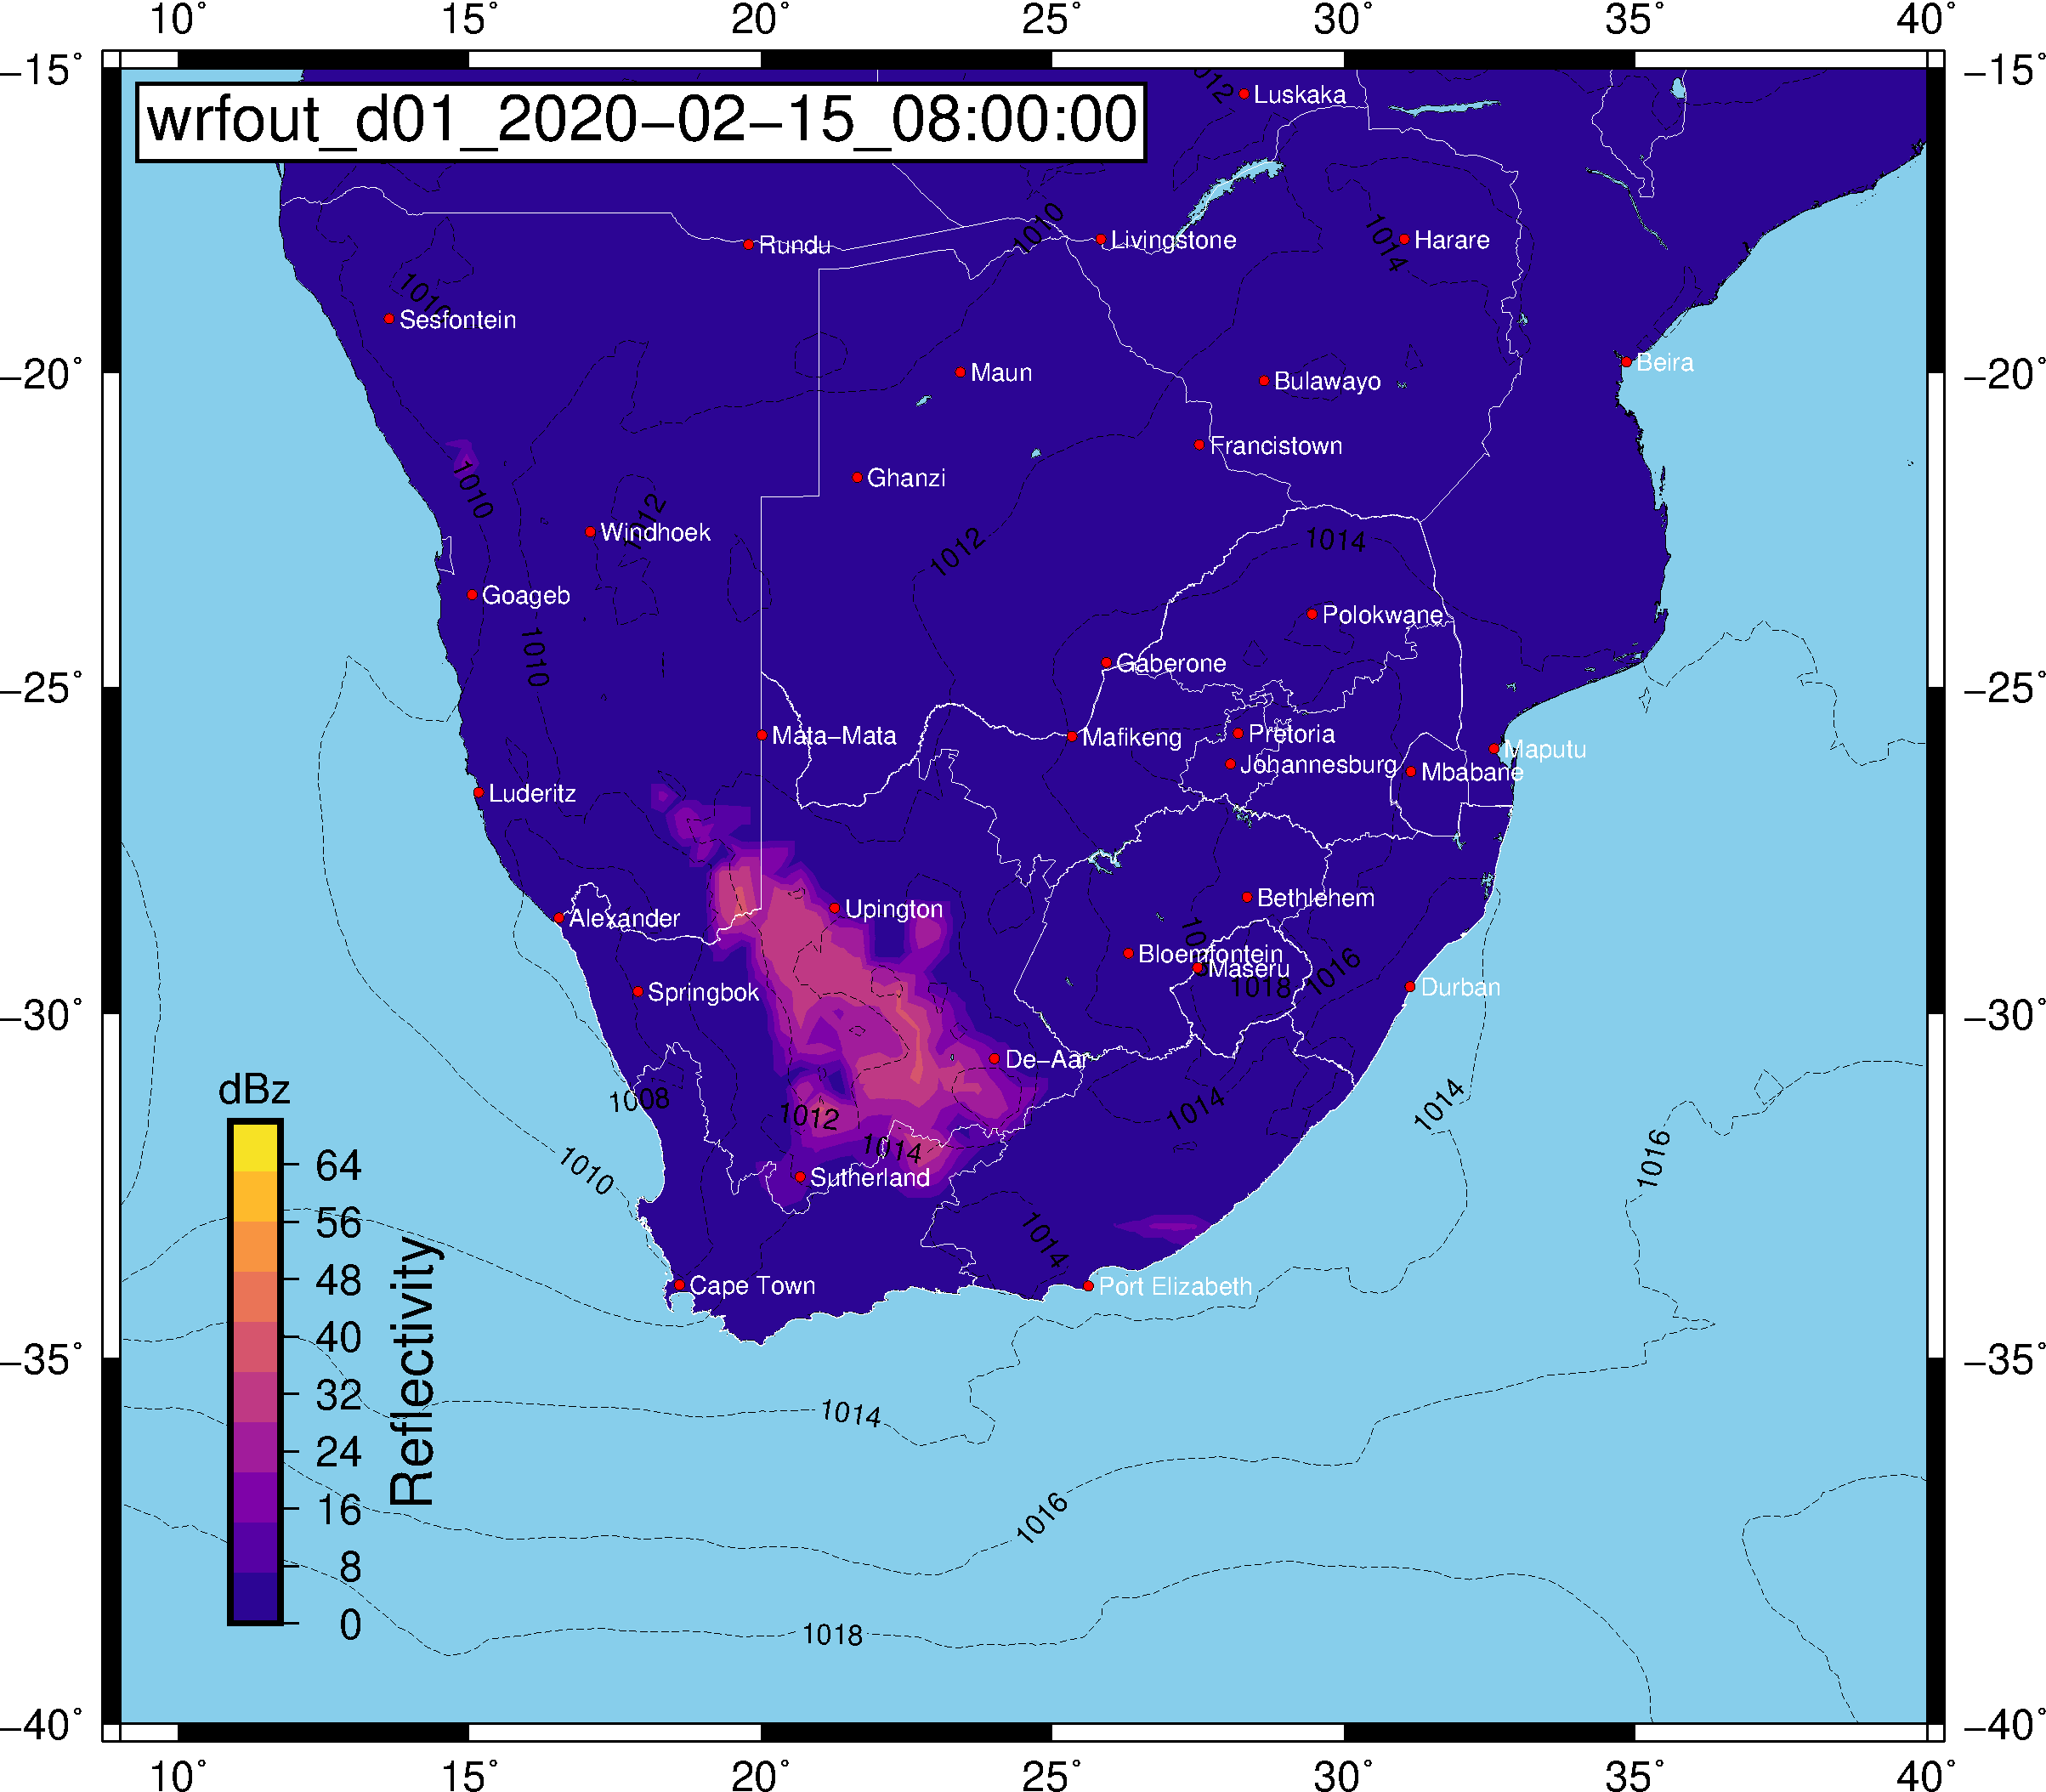 10° 15° 20° 25° 30° 35° 40°
−15° −15°
wrfout_d01_2020−02−15_08:00:00
1012
Luskaka
1010
1014
Rundu
Livingstone
Harare
1010
Sesfontein
Beira
−20° −20°
Maun
Bulawayo
Francistown
1010
Ghanzi
1012
Windhoek
1012
1014
Goageb
Polokwane
1010
Gaberone
−25° −25°
Mata−Mata
Mafikeng
Pretoria
Maputu
Johannesburg
Mbabane
Luderitz
Bethlehem
Upington
Alexander
Bloemfontein
Maseru
1016
1018
Durban
Springbok
−30° −30°
De−Aar
dBz
1008
1012
1014
1014
1014
1016
1010
Sutherland
64
56
48
40
32
24
16
8
0
Reflectivity
1014
Cape Town
Port Elizabeth
−35° −35°
1014
1016
1018
−40° −40°
10° 15° 20° 25° 30° 35° 40°